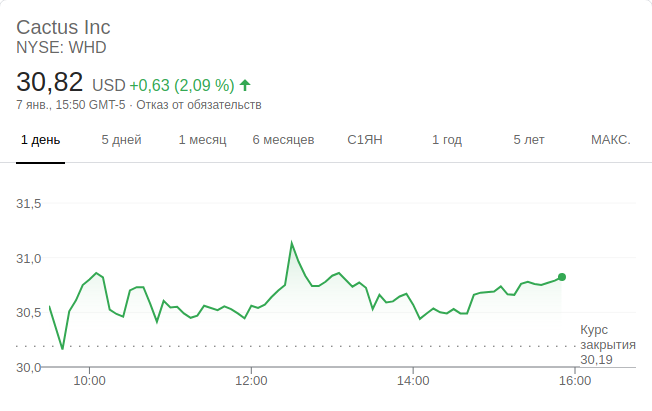 Cactus Inc
NYSE: WHD
30,82 USD +0,63 (2,09 %)
7 янв., 15:50 GMT-5 · Отказ от обязательств
1 день 5 дней 1 месяц 6 месяцев С1ЯН 1 год 5 лет МАКС.
31,5
31,0
30,5
Курс
закрытия
30,19
30,0
10:00 12:00 14:00 16:00